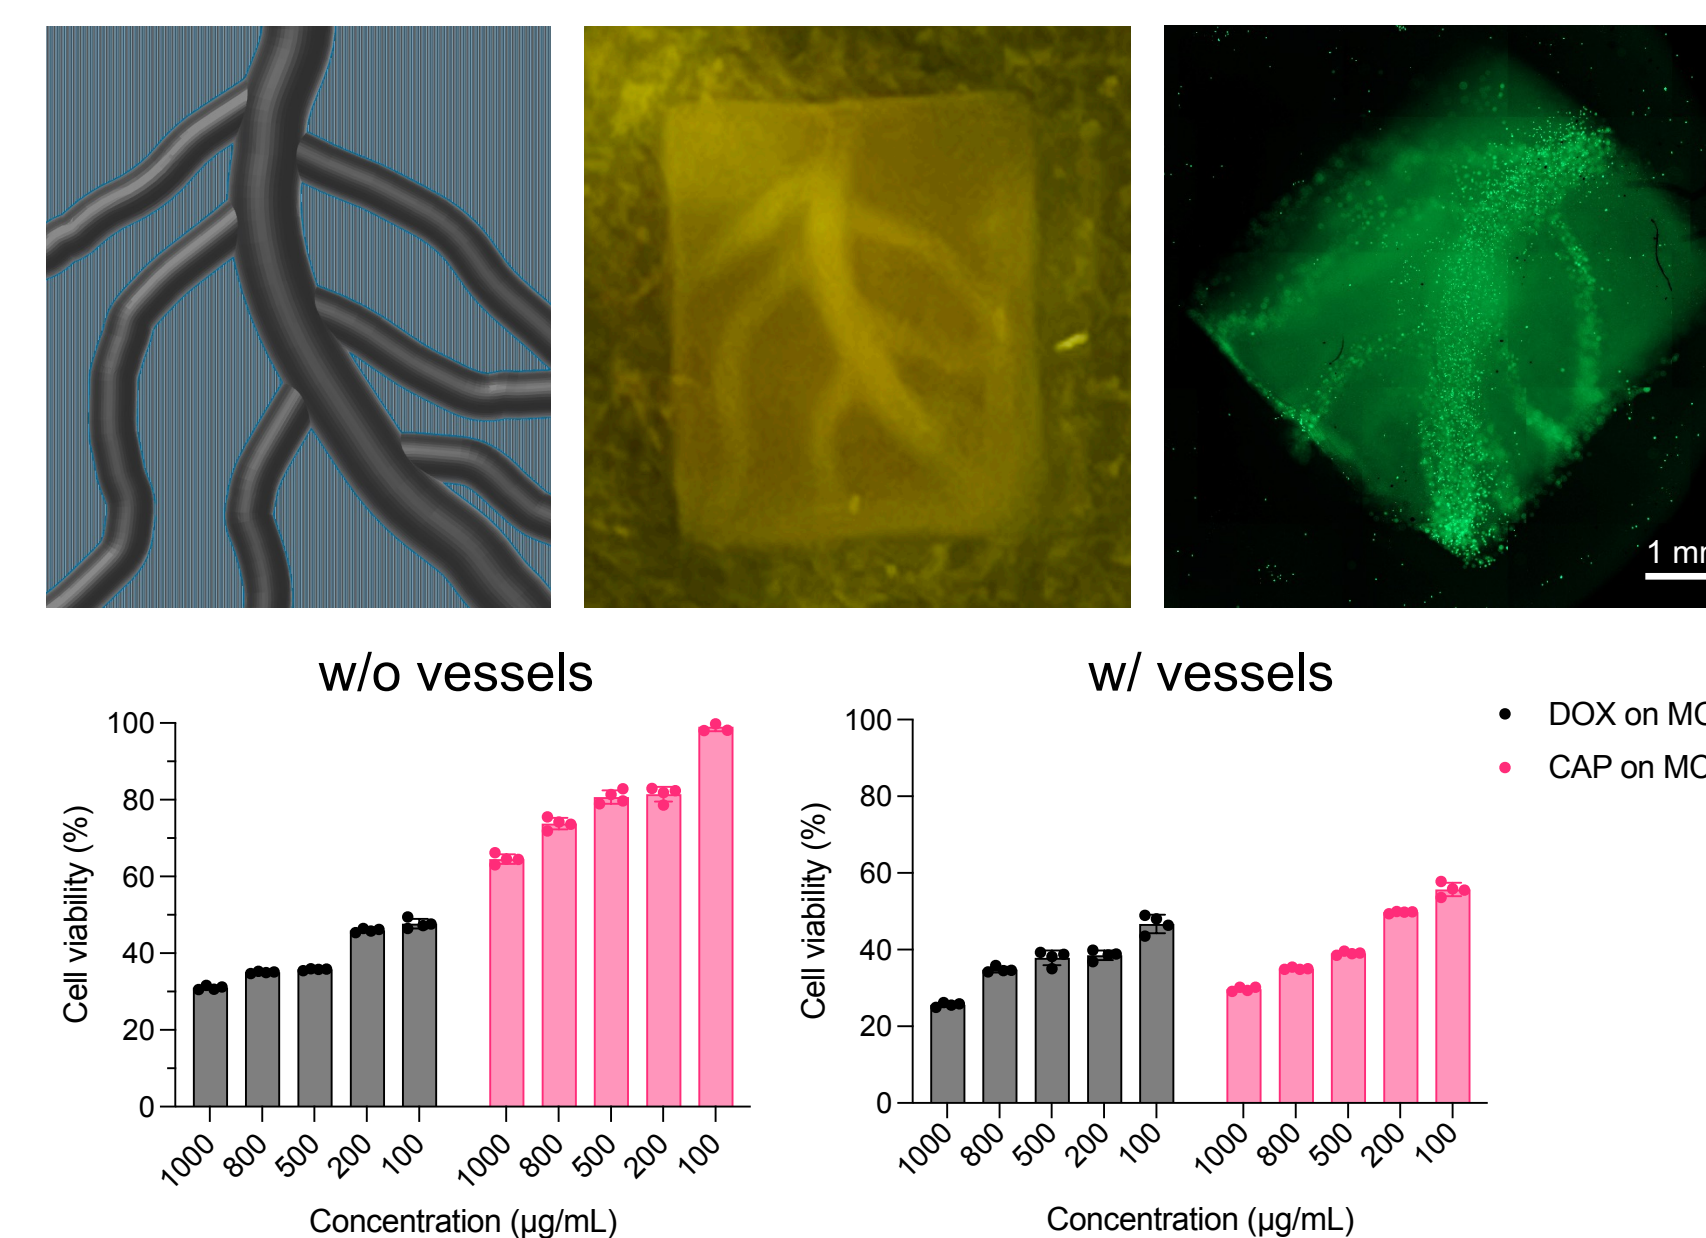 1 m
w/o vessels
w/ vessels
DOX on MC
CAP on MC
Cell viability (%)
100
80
60
40
20
0
1000 800 500 200 100 1000 800 500 200 100
Concentration (µg/mL)
Cell viability (%)
100
80
60
40
20
0
1000 800 500 200 100 1000 800 500 200 100
Concentration (µg/mL)